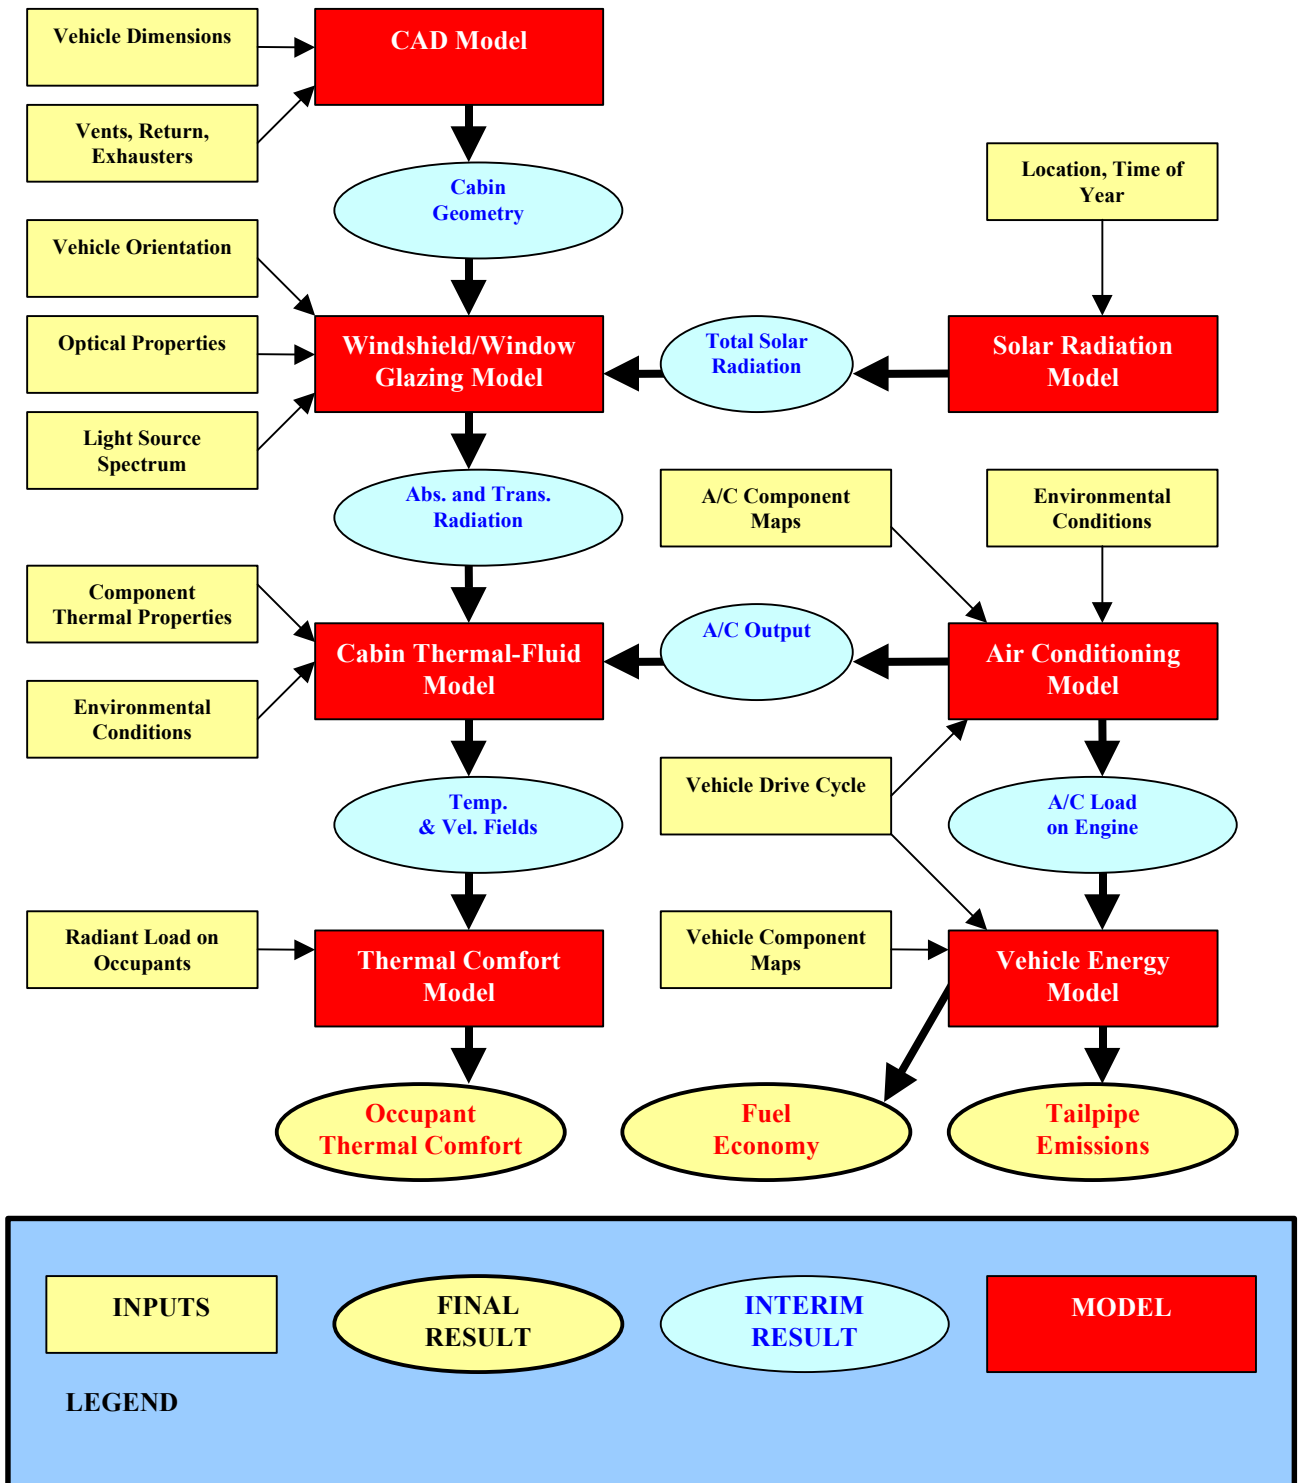 Vehicle Dimensions
CAD Model
Vents, Return,
Exhausters
Cabin
Geometry
Location, Time of
Year
Vehicle Orientation
Optical Properties
Windshield/Window
Glazing Model
Total Solar
Radiation
Solar Radiation
Model
Light Source
Spectrum
Abs. and Trans.
Radiation
A/C Component
Maps
Environmental
Conditions
Component
Thermal Properties
Cabin Thermal-Fluid
Model
A/C Output
Air Conditioning
Model
Environmental
Conditions
Temp.
& Vel. Fields
Vehicle Drive Cycle
A/C Load
on Engine
Radiant Load on
Occupants
Thermal Comfort
Model
Vehicle Component
Maps
Vehicle Energy
Model
Occupant
Thermal Comfort
Fuel
Economy
Tailpipe
Emissions
INPUTS
FINAL
RESULT
INTERIM
RESULT
MODEL
LEGEND